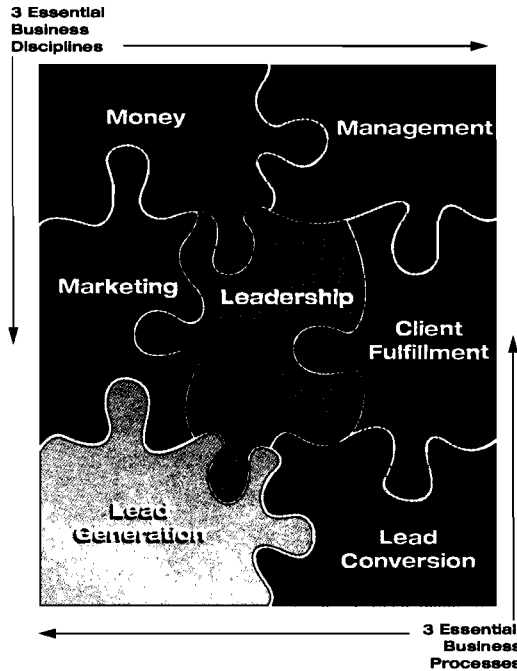 3 Essential
Business
Disciplines
Money
Management
Marketing
Leadership
Client
Fulfillment
Lead
Generation
Lead
Conversion
3 Essential
Business
Processes